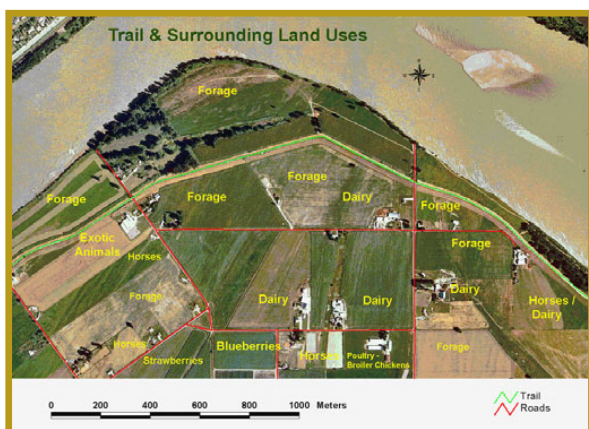 Trail & Surrounding Land Uses
Forage
Forage
Dairy
Forage
Forage
Forage
Exotic
Animals
Horses
Forage
Forage
Dairy
Dairy
Dairy
Horses /
Dairy
Horses
Strawberries
Blueberries
Horses
Poultry -
Broiler Chickens
Forage
0 200 400 600 800 1000 Meters
Trail
Roads